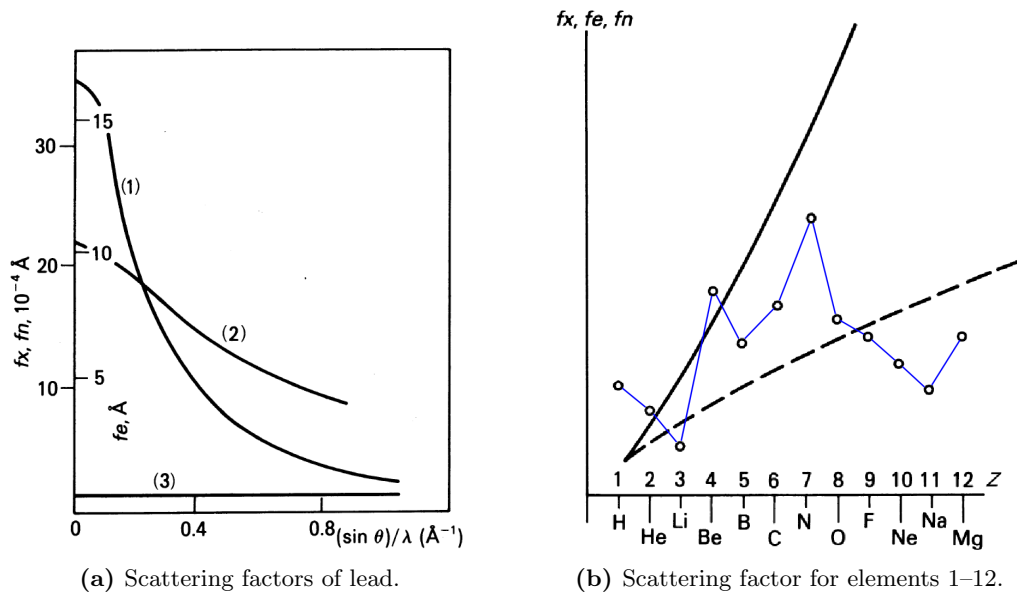 fx, fn, 10⁻⁴ Å
30
20
10
fe, Å
15
10
5
(1)
(2)
(3)
0
0.4
0.8
(sin θ)/λ (Å⁻¹)
(a) Scattering factors of lead.
fx, fe, fn
1 2 3 4 5 6 7 8 9 10 11 12 Z
H He Li Be B C N O F Ne Na Mg
(b) Scattering factor for elements 1–12.